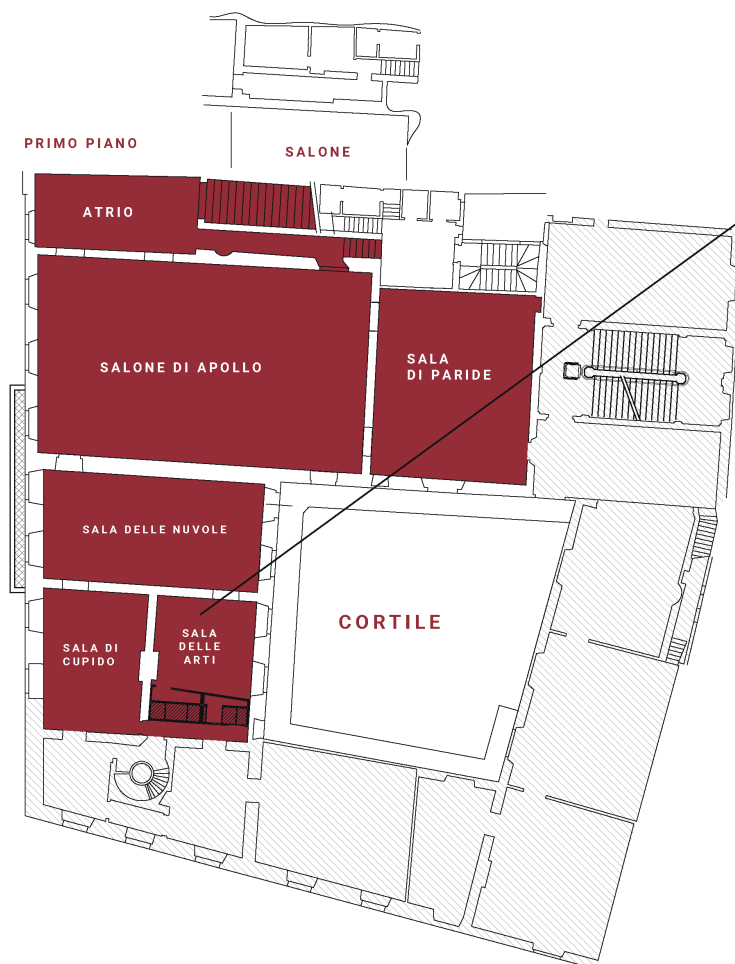 PRIMO PIANO
SALONE
ATRIO
SALONE DI APOLLO
SALA
DI PARIDE
SALA DELLE NUVOLE
CORTILE
SALA DI
CUPIDO
SALA
DELLE
ARTI